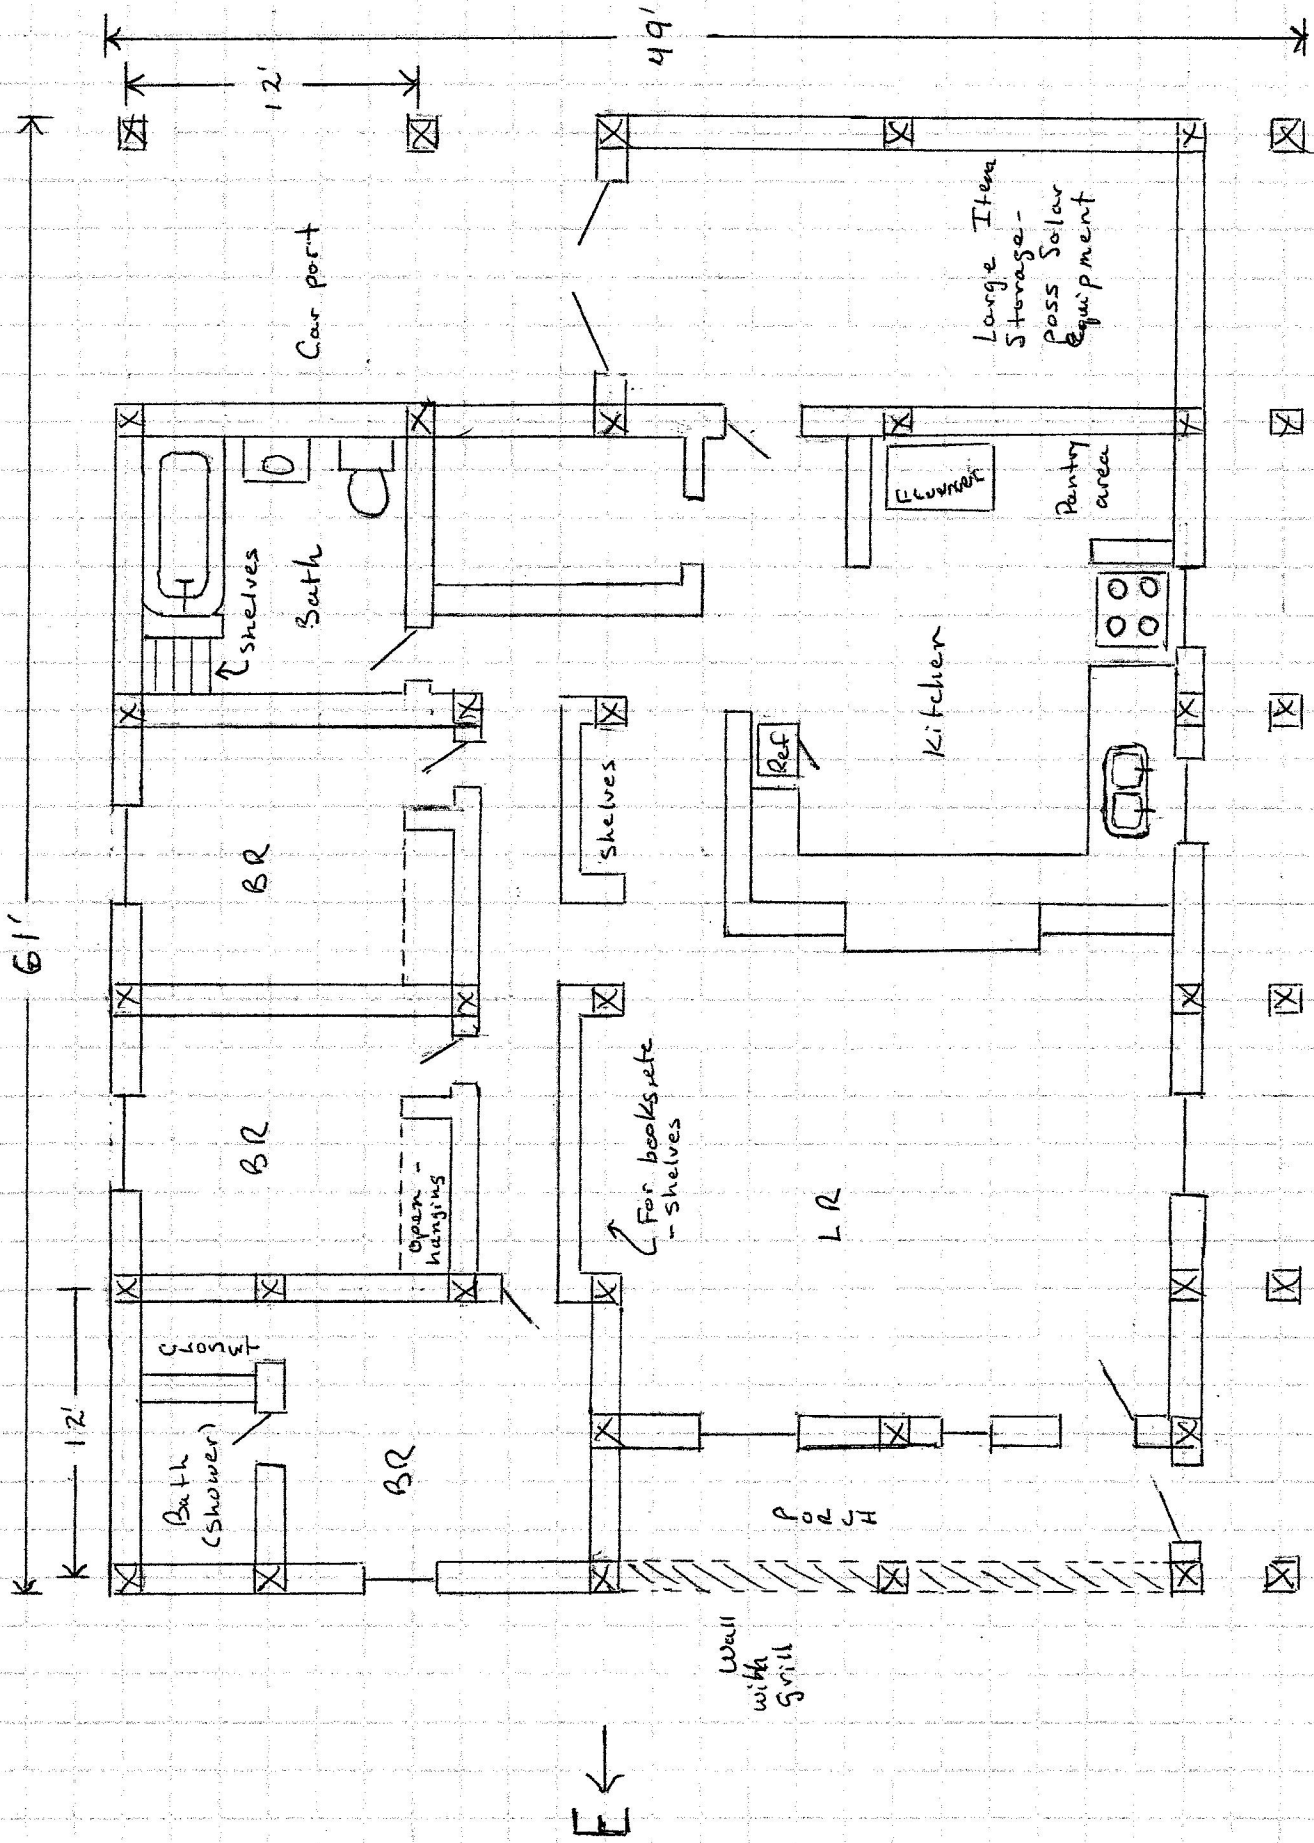 61'
49'
12'
12'
Car port
Large Item
Storage -
Poss Solar
Equipment
Shelves
Bath
Pantry
area
Kitchen
Ref
Shelves
BR
BR
open -
hanging
For books, etc
- shelves
LR
Closet
Bath
(shower)
BR
PORCH
Wall
with
Grill
E